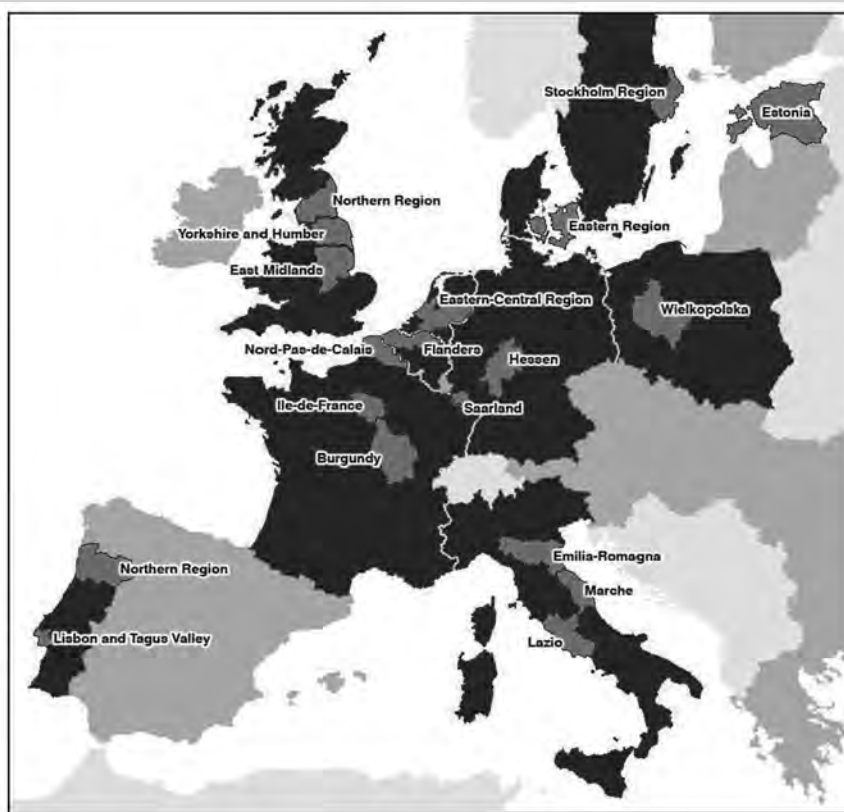 Stockholm Region
Estonia
Northern Region
Eastern Region
Yorkshire and Humber
East Midlands
Eastern-Central Region
Wielkopolska
Nord-Pas-de-Calais
Flanders
Hessen
Ile-de-France
Saarland
Burgundy
Emilia-Romagna
Northern Region
Marche
Lisbon and Tagus Valley
Lazio